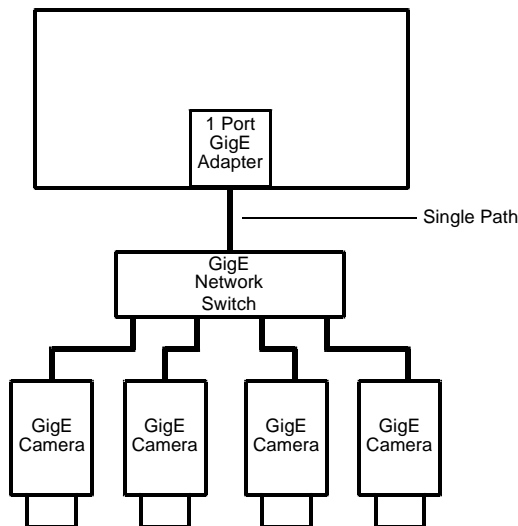 1 Port
GigE
Adapter
Single Path
GigE
Network
Switch
GigE
Camera
GigE
Camera
GigE
Camera
GigE
Camera